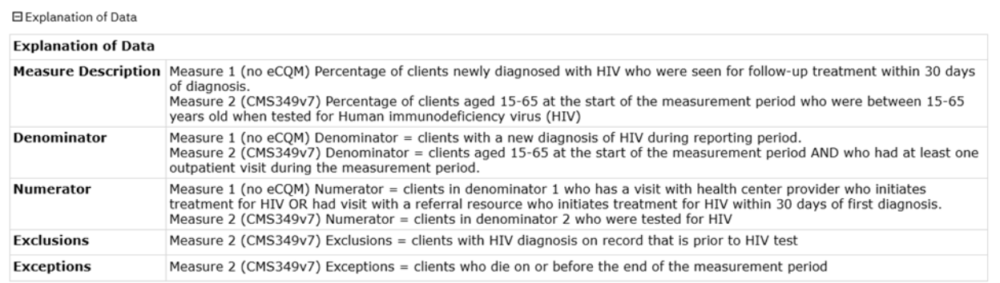 Explanation of Data
Explanation of Data
Measure Description Measure 1 (no eCQM) Percentage of clients newly diagnosed with HIV who were seen for follow-up treatment within 30 days
of diagnosis.
Measure 2 (CMS349v7) Percentage of clients aged 15-65 at the start of the measurement period who were between 15-65
years old when tested for Human immunodeficiency virus (HIV)
Denominator Measure 1 (no eCQM) Denominator = clients with a new diagnosis of HIV during reporting period.
Measure 2 (CMS349v7) Denominator = clients aged 15-65 at the start of the measurement period AND who had at least one
outpatient visit during the measurement period.
Numerator Measure 1 (no eCQM) Numerator = clients in denominator 1 who has a visit with health center provider who initiates
treatment for HIV OR had visit with a referral resource who initiates treatment for HIV within 30 days of first diagnosis.
Measure 2 (CMS349v7) Numerator = clients in denominator 2 who were tested for HIV
Exclusions Measure 2 (CMS349v7) Exclusions = clients with HIV diagnosis on record that is prior to HIV test
Exceptions Measure 2 (CMS349v7) Exceptions = clients who die on or before the end of the measurement period